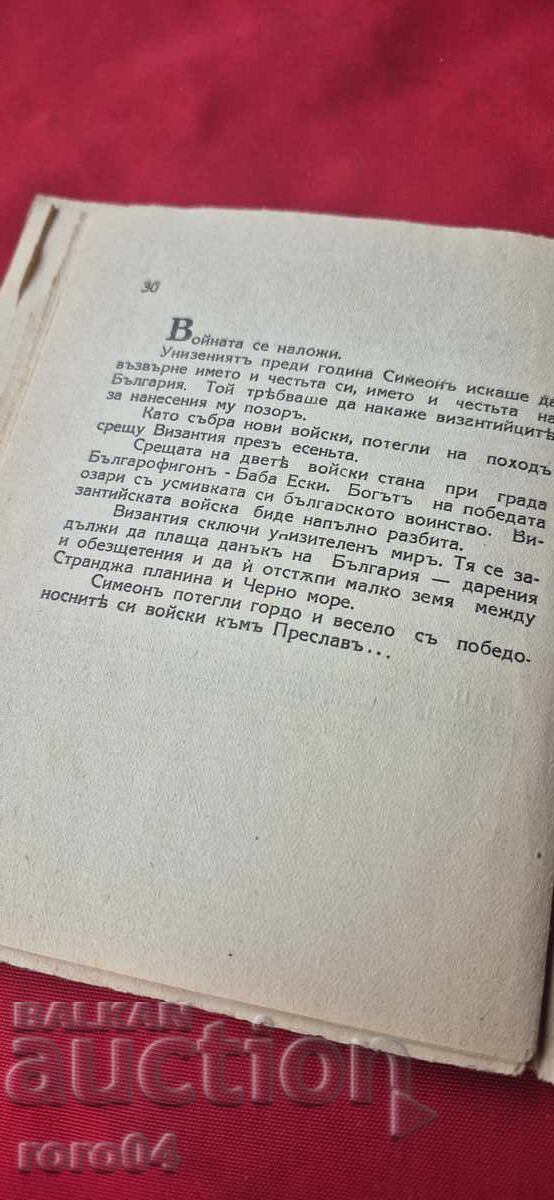 30
Войната се наложи.
Унизениятъ преди година Симеонъ искаше да
възвърне името и честьта си, името и честьта на
България. Той трѣбваше да накаже визентийцитѣ
за нанесения му позоръ.
Като събра нови войски, потегли на походъ
срещу Византия презъ есеньта.
Срещата на дветѣ войски стана при града
Българофигонъ - Баба Ески. Богътъ на победата
озари съ усмивката си българското воинство. Ви-
зантийската войска биде напълно разбита.
Византия сключи унизителенъ миръ. Тя се за-
дължи да плаща данъкъ на България — дарения
и обезщетения и да ѝ отстѫпи малко земя между
Странджа планина и Черно море.
Симеонъ потегли гордо и весело съ победо-
носнитѣ си войски къмъ Преславъ...
BALKAN
auction
roro04